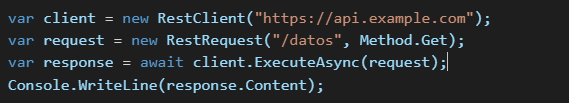 var client = new RestClient("https://api.example.com");
var request = new RestRequest("/datos", Method.Get);
var response = await client.ExecuteAsync(request);
Console.WriteLine(response.Content);